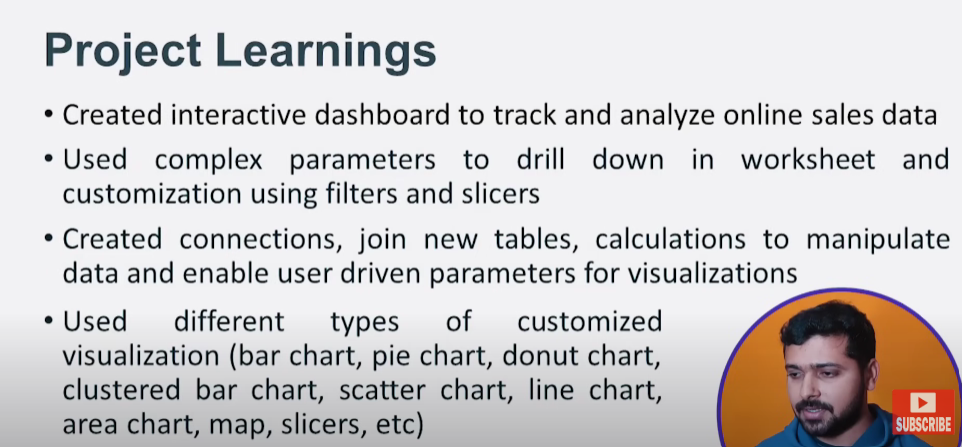 Project Learnings
• Created interactive dashboard to track and analyze online sales data
• Used complex parameters to drill down in worksheet and
customization using filters and slicers
• Created connections, join new tables, calculations to manipulate
data and enable user driven parameters for visualizations
• Used different types of customized
visualization (bar chart, pie chart, donut chart,
clustered bar chart, scatter chart, line chart,
area chart, map, slicers, etc)
SUBSCRIBE